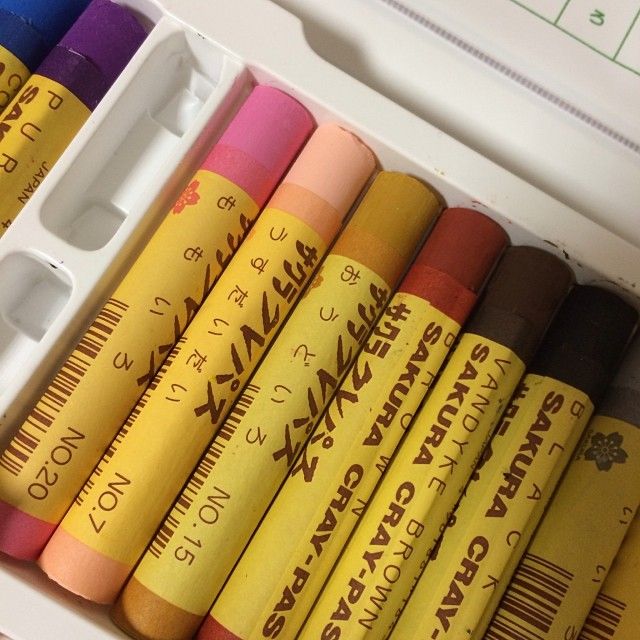 3
PUR
JAPAN
ももいろ
サクラクレパス
NO.20
うすだいだい
サクラクレパス
NO.7
おうどいろ
サクラクレパス
NO.15
サクラクレパス
BROWN
SAKURA CRAY-PAS
VANDYKE BROWN
SAKURA CRAY-PAS
BLACK
SAKURA CRAY-PAS